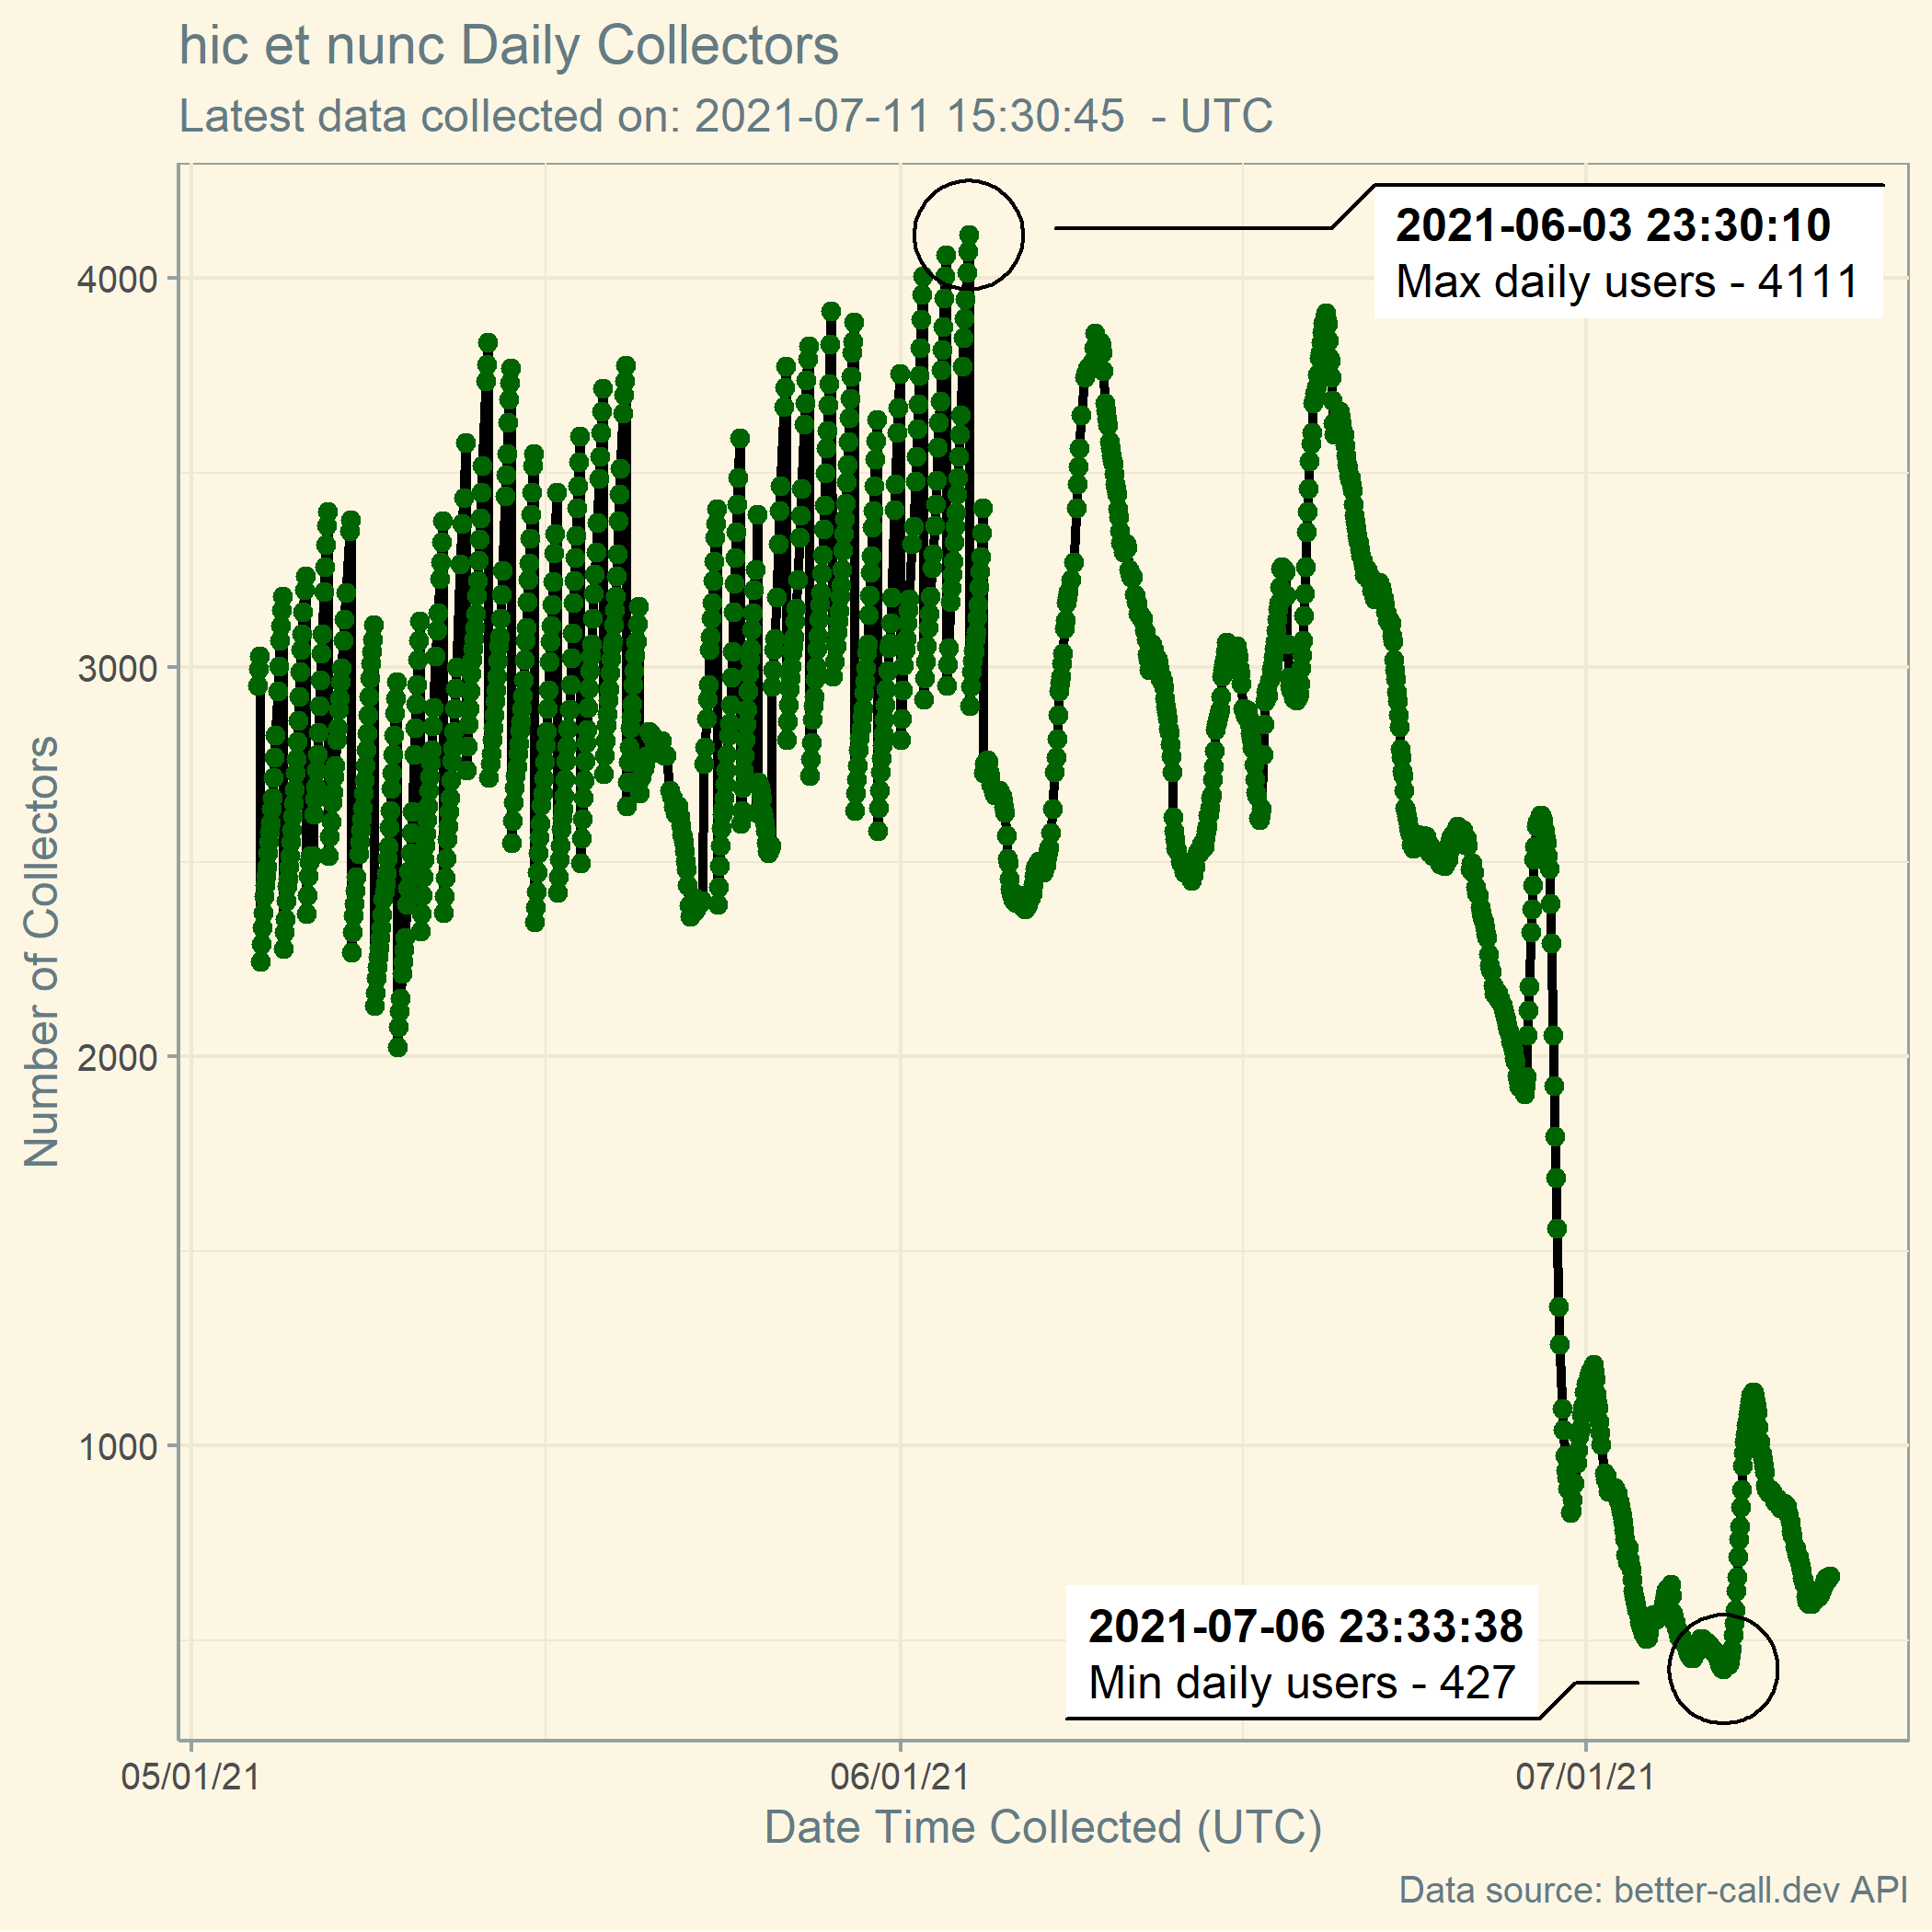 hic et nunc Daily Collectors
Latest data collected on: 2021-07-11 15:30:45  - UTC
2021-06-03 23:30:10
Max daily users - 4111
4000
3000
2000
1000
Number of Collectors
2021-07-06 23:33:38
Min daily users - 427
05/01/21
06/01/21
07/01/21
Date Time Collected (UTC)
Data source: better-call.dev API